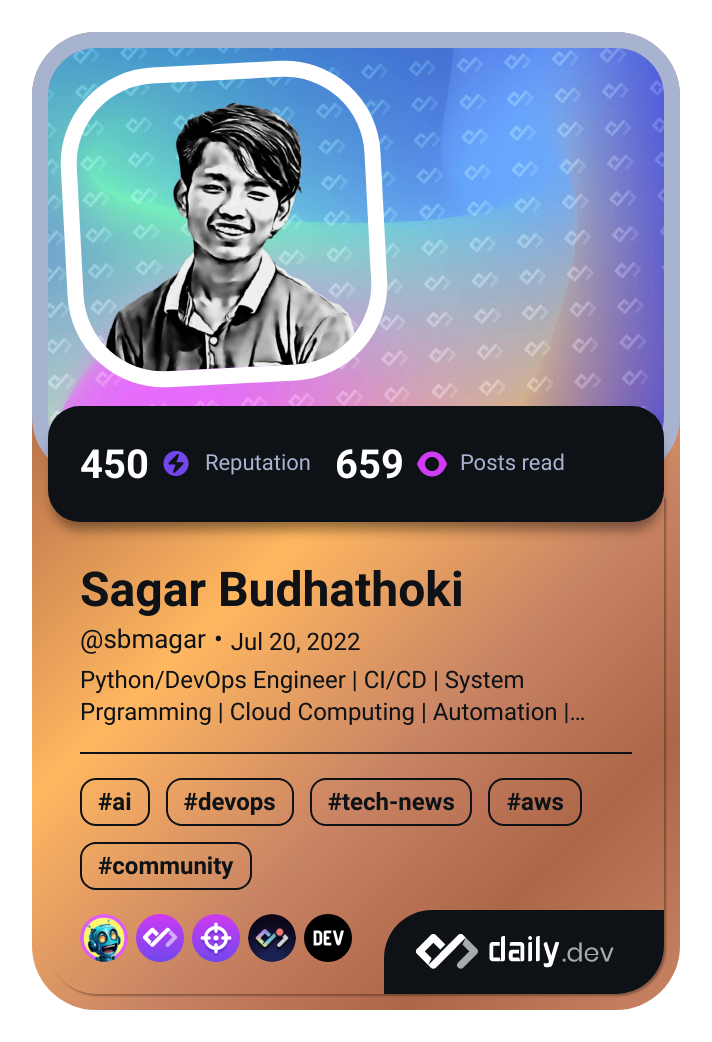 450 Reputation 659 Posts read
Sagar Budhathoki
@sbmagar • Jul 20, 2022
Python/DevOps Engineer | CI/CD | System
Prgramming | Cloud Computing | Automation |...
#ai #devops #tech-news #aws
#community
DEV daily.dev